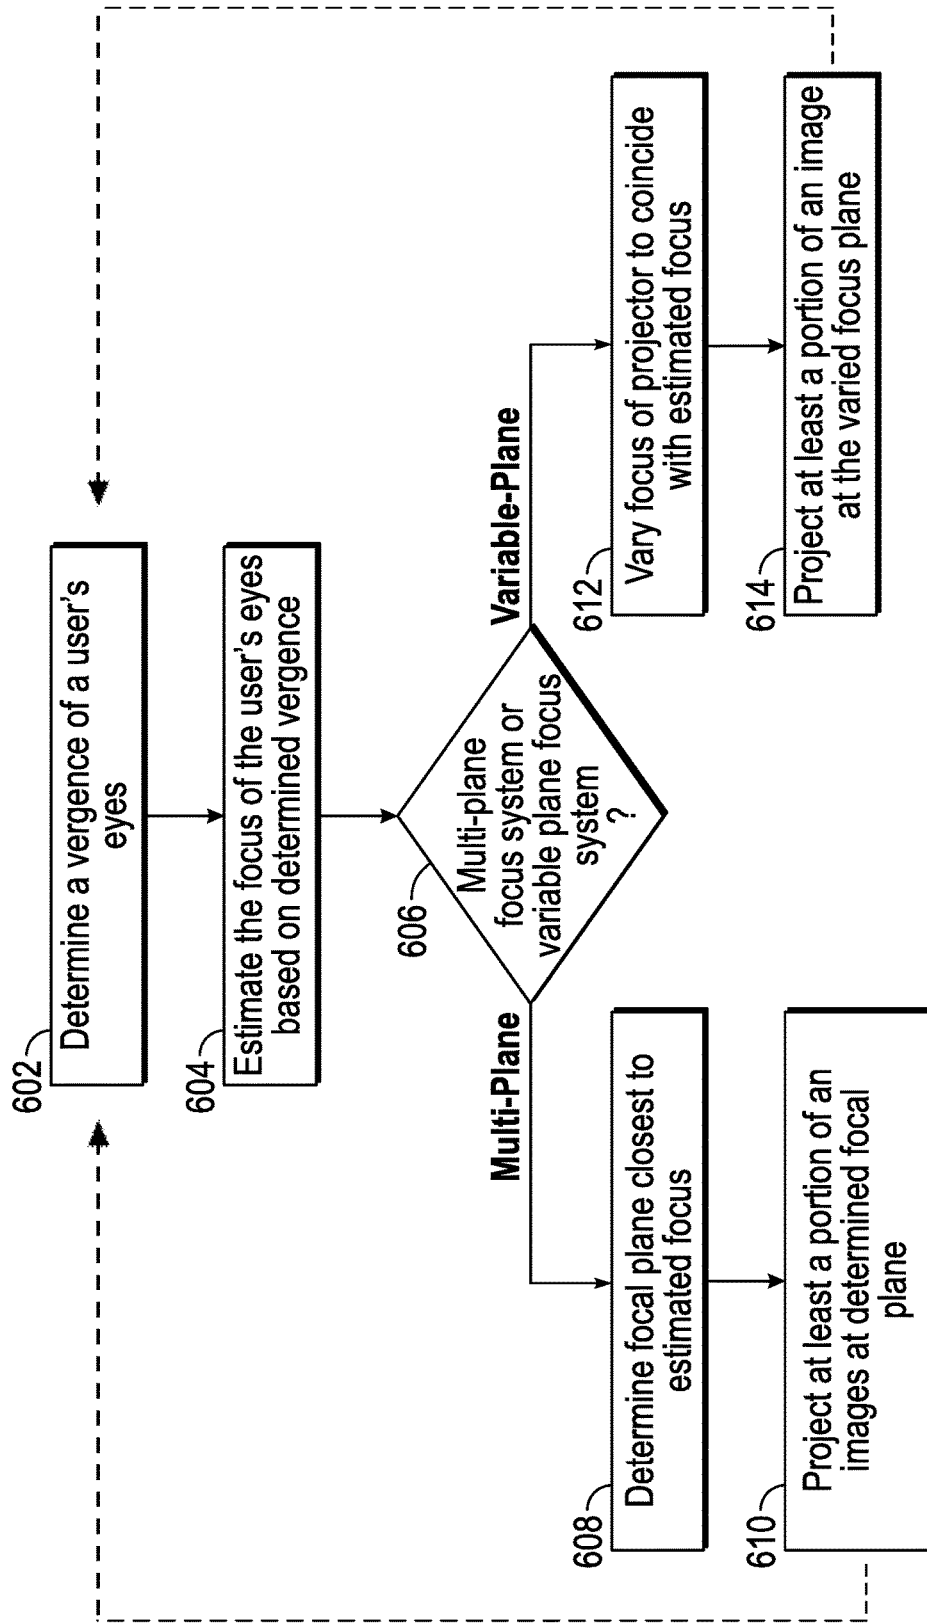 602
Determine a vergence of a user's
eyes
604
Estimate the focus of the user's eyes
based on determined vergence
606
Multi-plane
focus system or
variable plane focus
system
?
Multi-Plane
Variable-Plane
608
Determine focal plane closest to
estimated focus
610
Project at least a portion of an
images at determined focal
plane
612
Vary focus of projector to coincide
with estimated focus
614
Project at least a portion of an image
at the varied focus plane